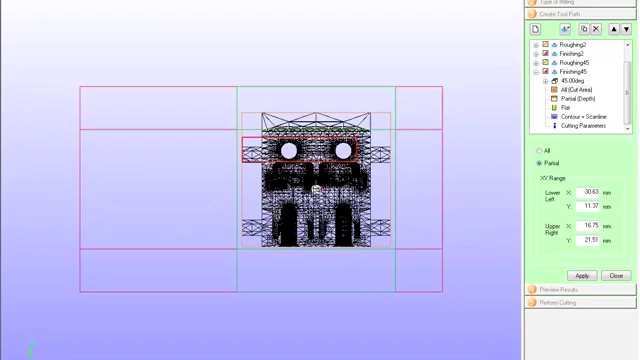 Type of Milling
Create Tool Path
Roughing2
Finishing2
Roughing45
Finishing45
45.00deg
All (Cut Area)
Partial (Depth)
Flat
Contour + Scanline
Cutting Parameters
All
Partial
XY Range
Lower Left X: -30.63 mm
Y: 11.37 mm
Upper Right X: 16.75 mm
Y: 21.51 mm
Apply Close
Preview Results
Perform Cutting